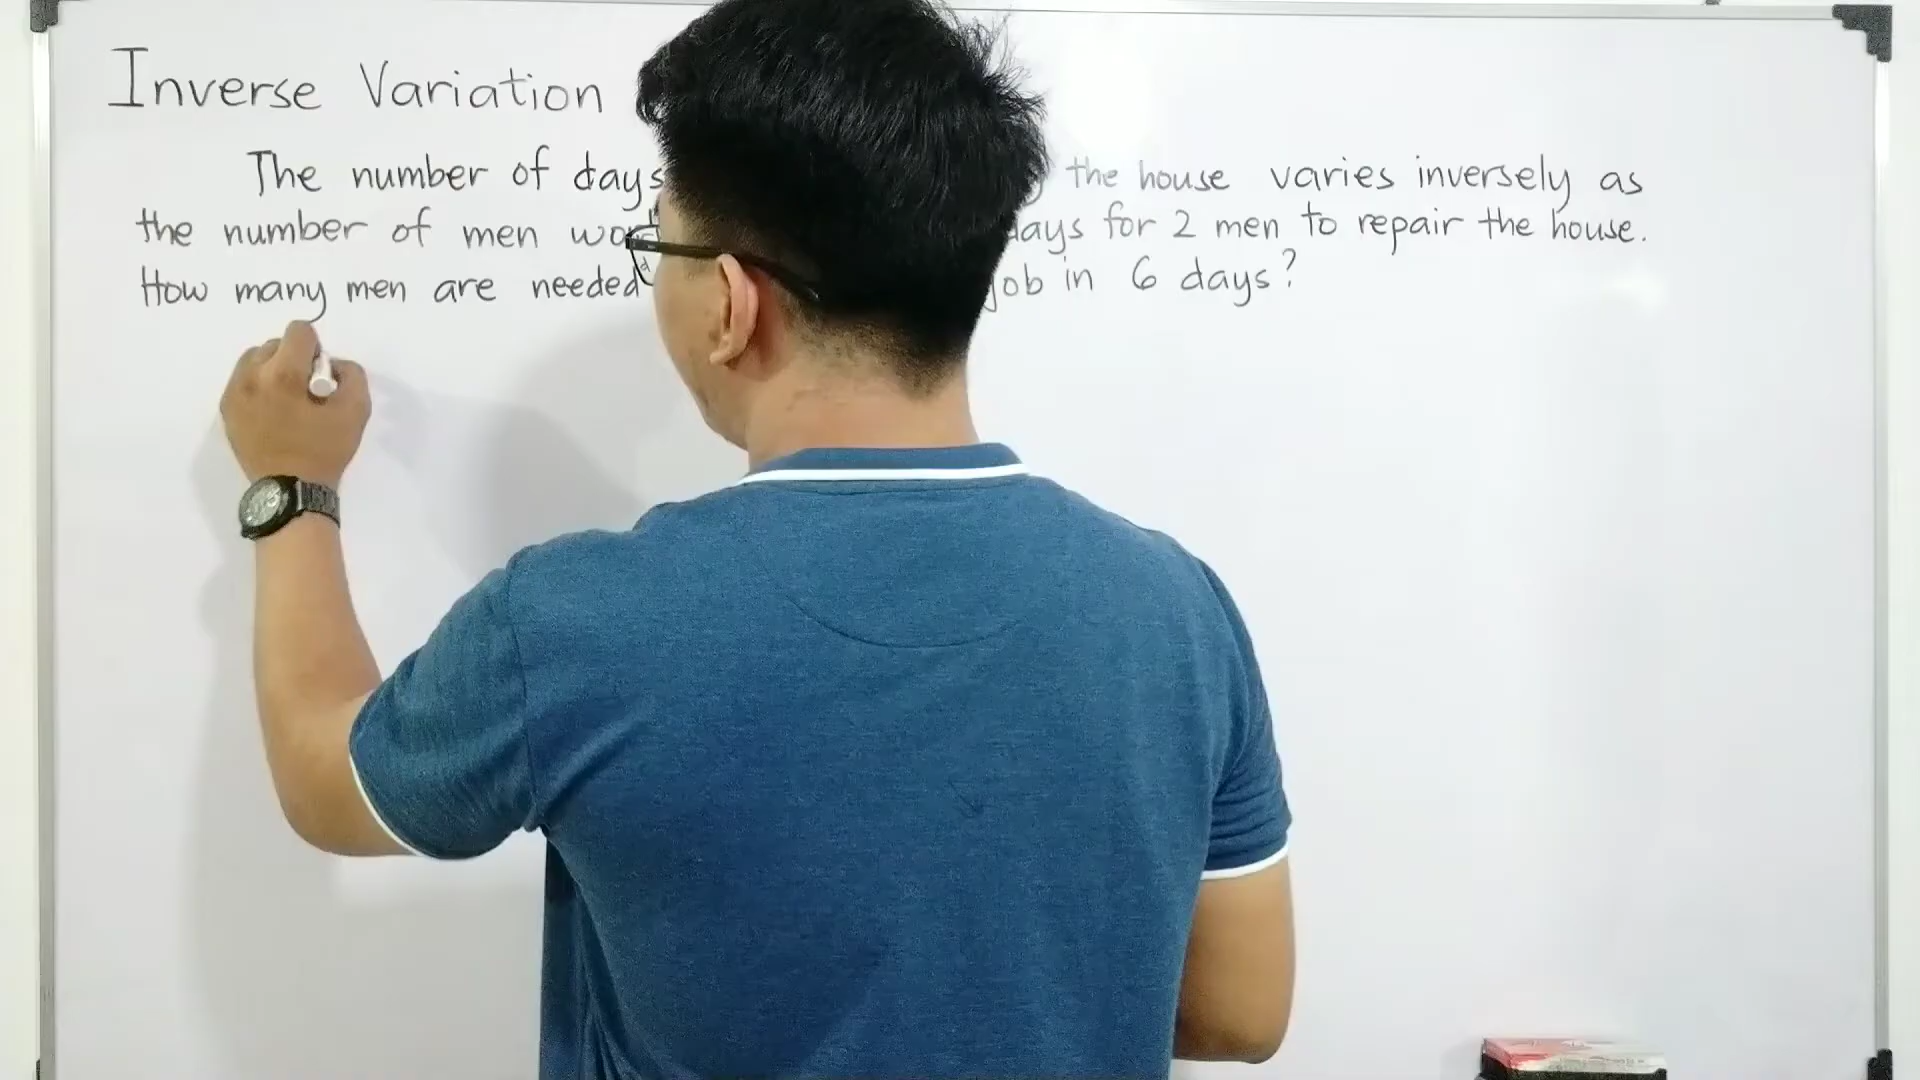 Inverse Variation
The number of days the house varies inversely as
the number of men days for 2 men to repair the house.
How many men are needed job in 6 days?